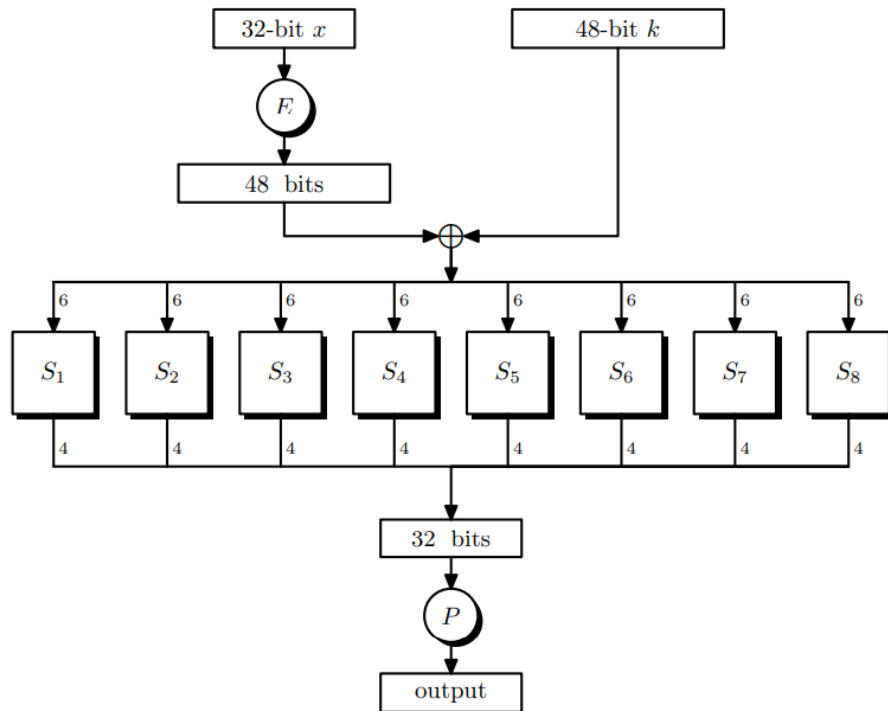 32-bit x 48-bit k
E
48 bits
⊕
6 6 6 6 6 6 6 6
S₁ S₂ S₃ S₄ S₅ S₆ S₇ S₈
4 4 4 4 4 4 4 4
32 bits
P
output